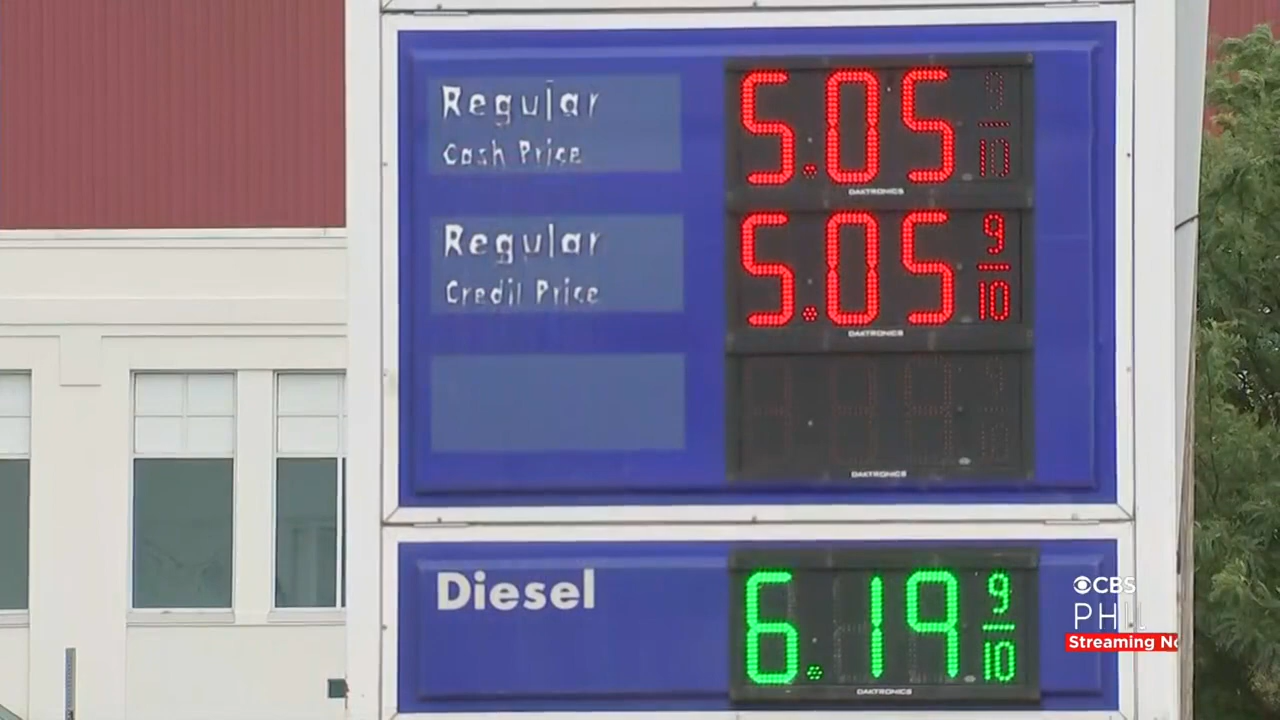 Regular 5.05 9/10
Cash Price
DAKTRONICS
Regular 5.05 9/10
Credit Price
DAKTRONICS
DAKTRONICS
Diesel 6.19 9/10
DAKTRONICS
CBS
PHIL
Streaming No